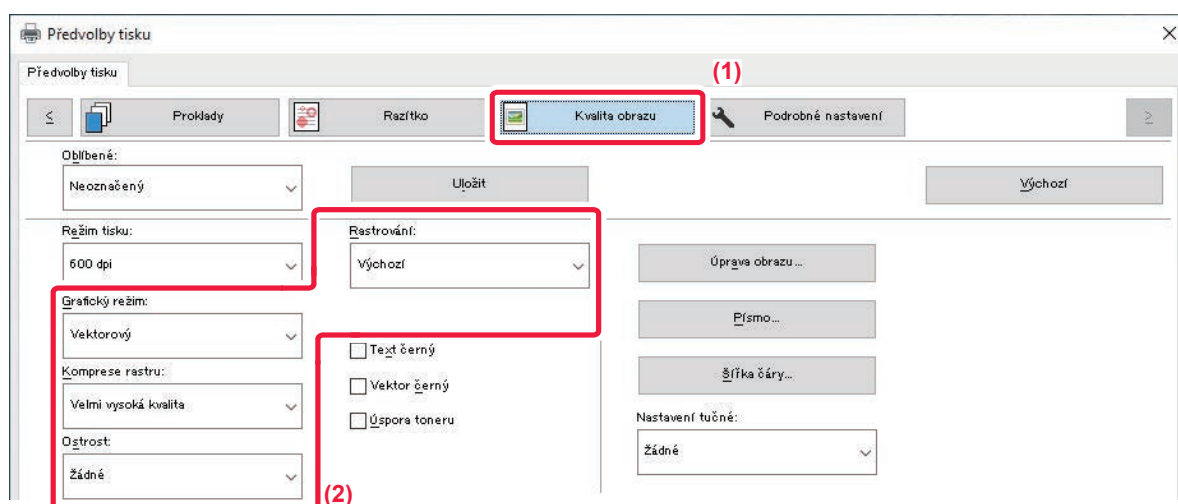 Předvolby tisku
Předvolby tisku
(1)
<
Proklady
Razítko
Kvalita obrazu
Podrobné nastavení
>
Oblíbené:
Neoznačený
Uložit
Výchozí
Režim tisku:
600 dpi
Rastrování:
Výchozí
Úprava obrazu...
Grafický režim:
Vektorový
Písmo...
Text černý
Komprese rastru:
Velmi vysoká kvalita
Vektor černý
Šířka čáry...
Úspora toneru
Nastavení tučné:
Žádné
Ostrost:
Žádné
(2)